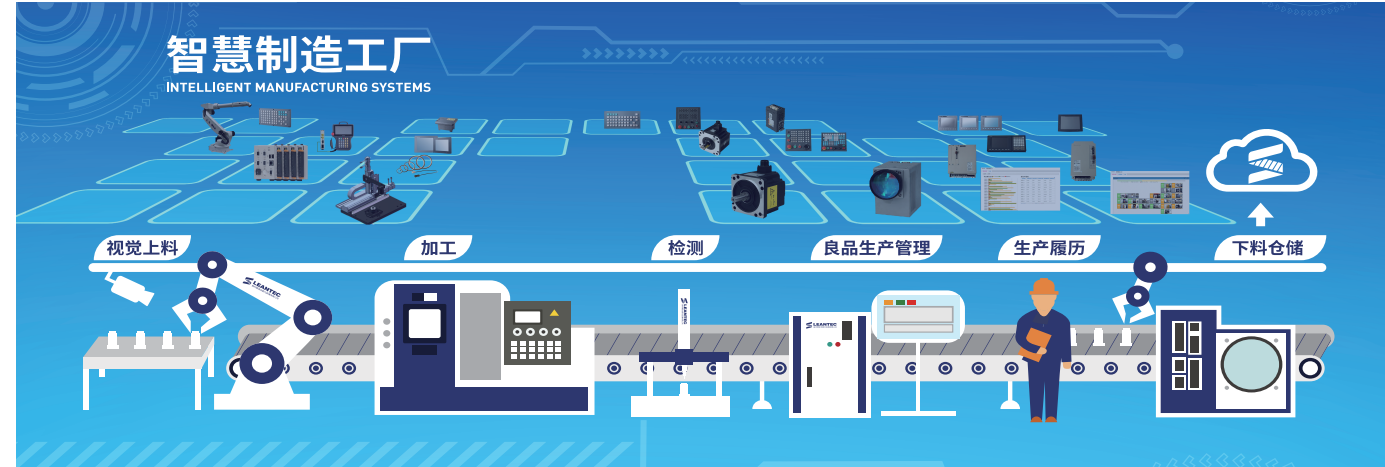 智慧制造工厂
INTELLIGENT MANUFACTURING SYSTEMS
视觉上料
加工
检测
良品生产管理
生产履历
下料仓储
LEANTEC
LEANTEC
LEANTEC